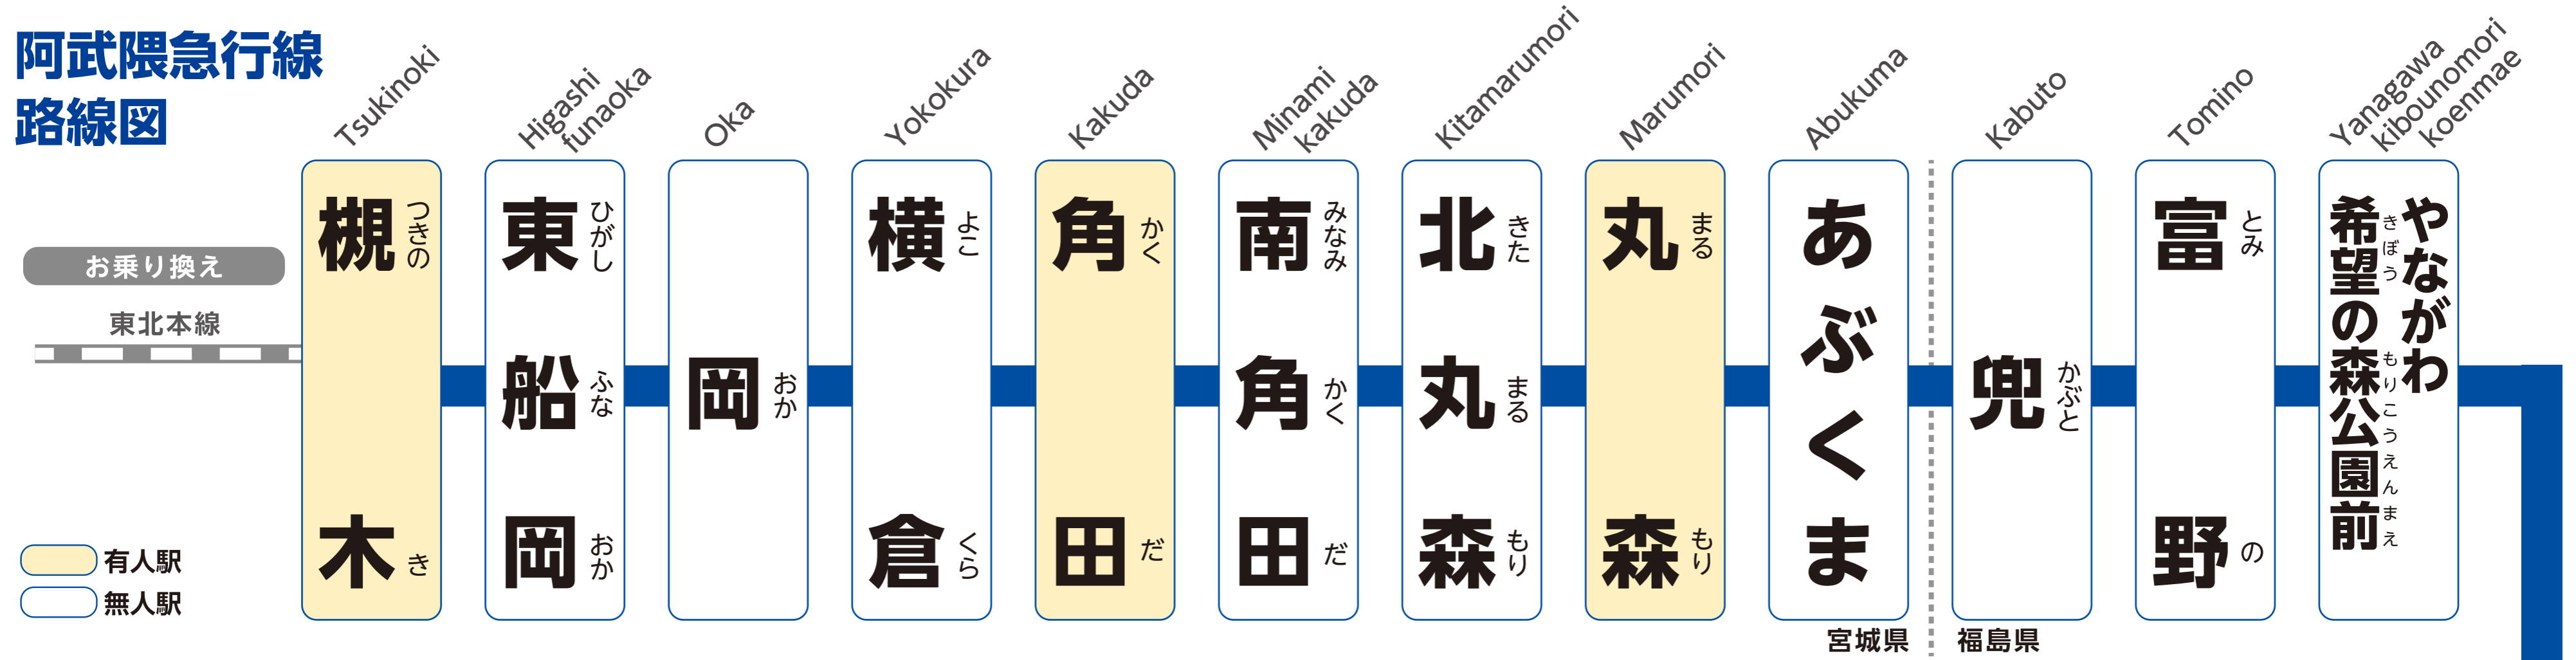 阿武隈急行線
路線図
お乗り換え
東北本線
有人駅
無人駅
Tsukinoki
槻木
つきのき
Higashi
funaoka
東船岡
ひがしふなおか
Oka
岡
おか
Yokokura
横倉
よこくら
Kakuda
角田
かくだ
Minami
kakuda
南角田
みなみかくだ
Kitamarumori
北丸森
きたまるもり
Marumori
丸森
まるもり
Abukuma
あぶくま
宮城県
福島県
Kabuto
兜
かぶと
Tomino
富野
とみの
Yanagawa
kibounomori
koenmae
やながわ
希望の森公園前
きぼうもりこうえんまえ